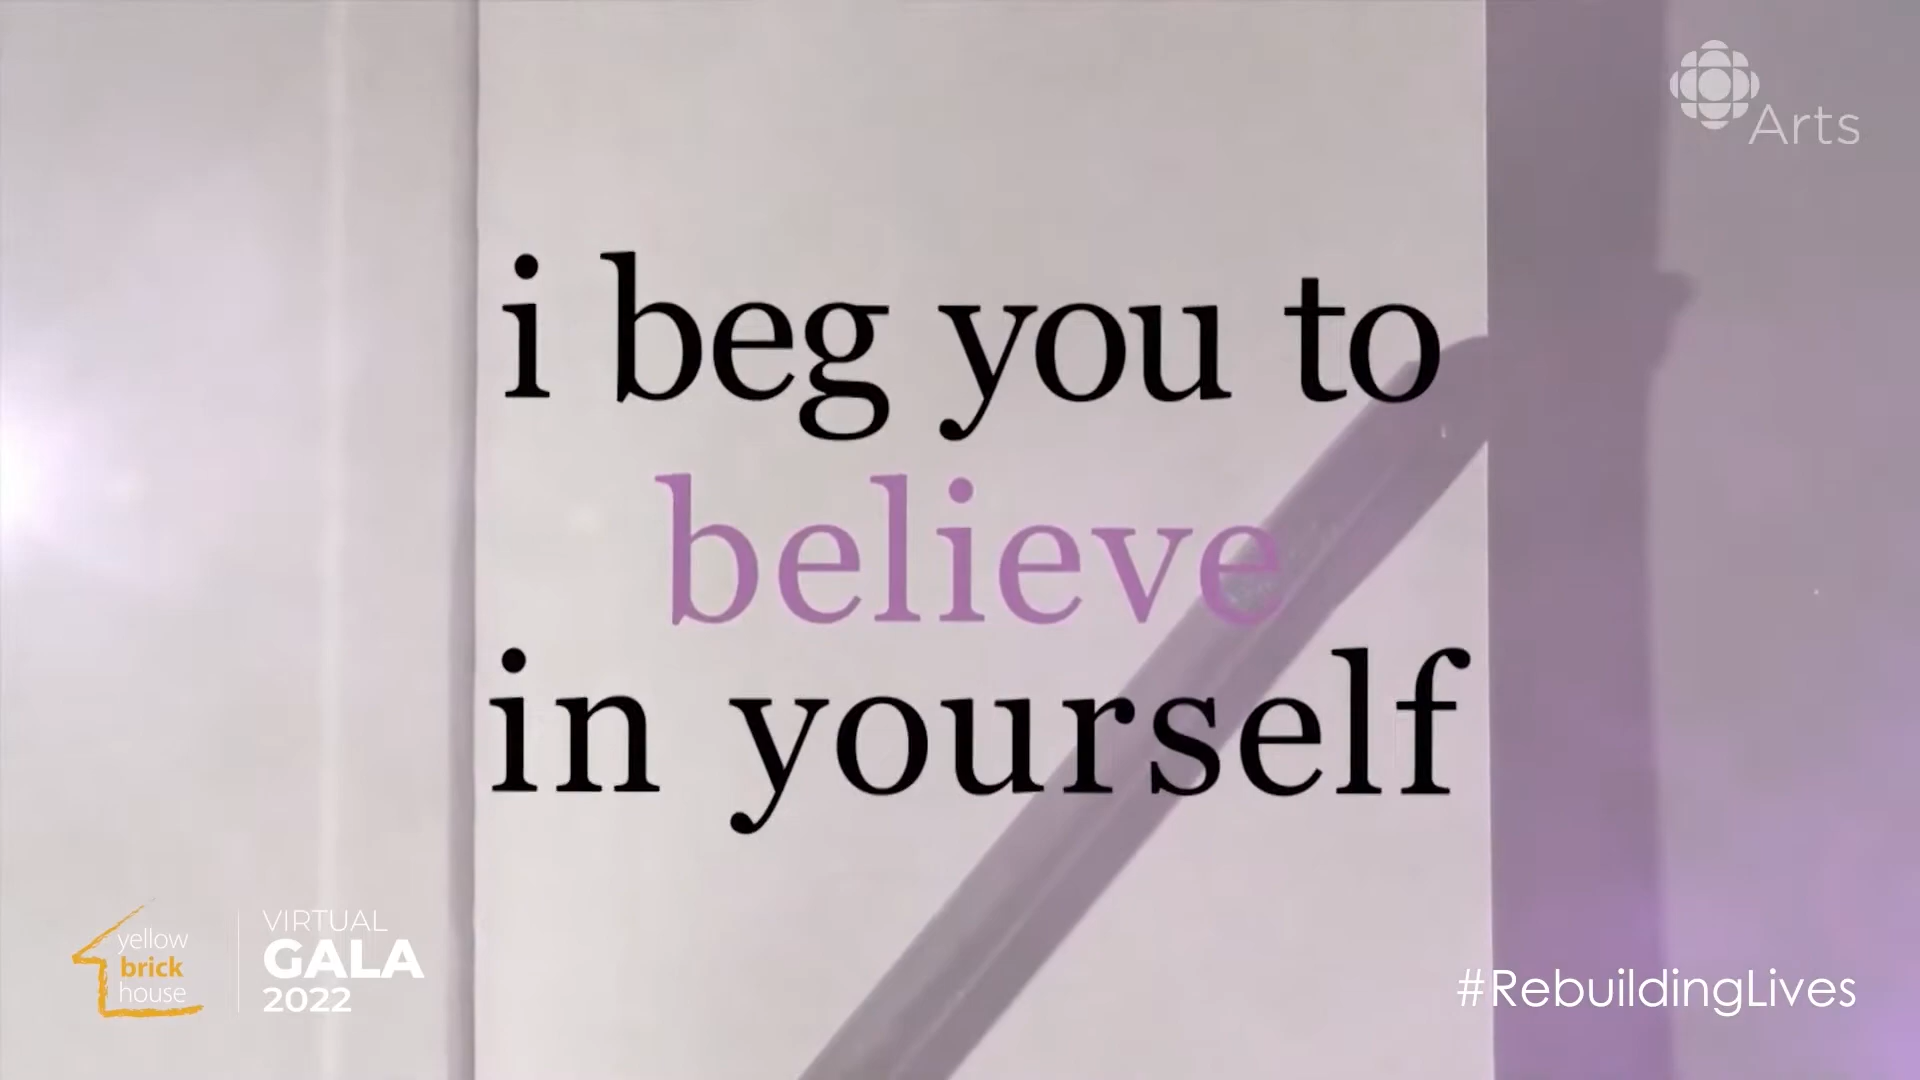 Arts
i beg you to
believe
in yourself
yellow
brick
house
VIRTUAL
GALA
2022
#RebuildingLives